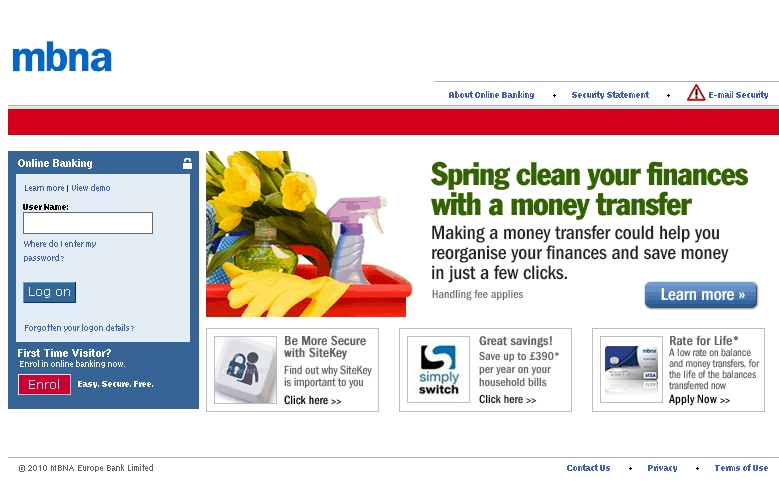 mbna
About Online Banking • Security Statement • E-mail Security
Online Banking
Learn more | View demo
User Name:
Where do I enter my
password?
Log on
Forgotten your logon details?
First Time Visitor?
Enrol in online banking now.
Enrol Easy. Secure. Free.
Spring clean your finances
with a money transfer
Making a money transfer could help you
reorganise your finances and save money
in just a few clicks.
Handling fee applies
Learn more »
Be More Secure
with SiteKey
Find out why SiteKey
is important to you
Click here >>
simply
switch
Great savings!
Save up to £390*
per year on your
household bills
Click here >>
mbna
VISA
Rate for Life*
A low rate on balance
and money transfers, for
the life of the balances
transferred now
Apply Now >>
© 2010 MBNA Europe Bank Limited
Contact Us • Privacy • Terms of Use